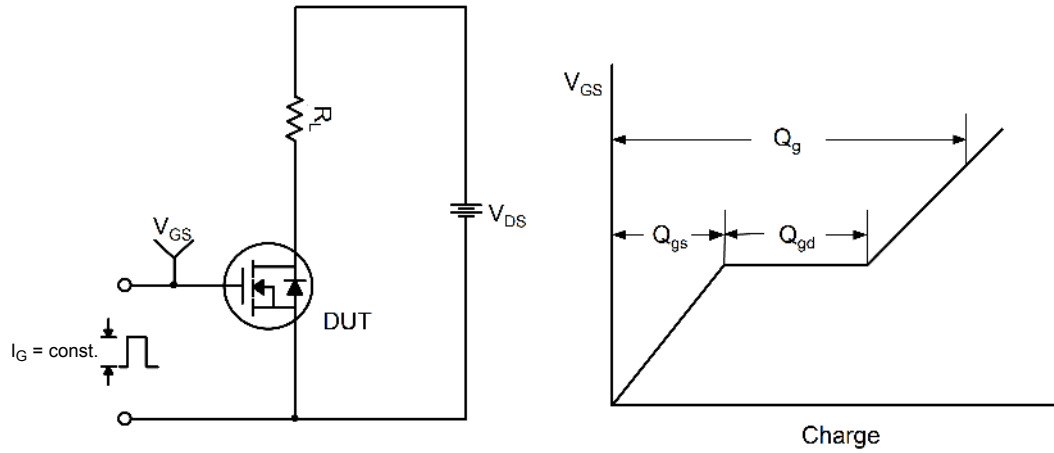 R_L
V_GS
V_DS
DUT
I_G = const.
V_GS
Q_g
Q_gs
Q_gd
Charge